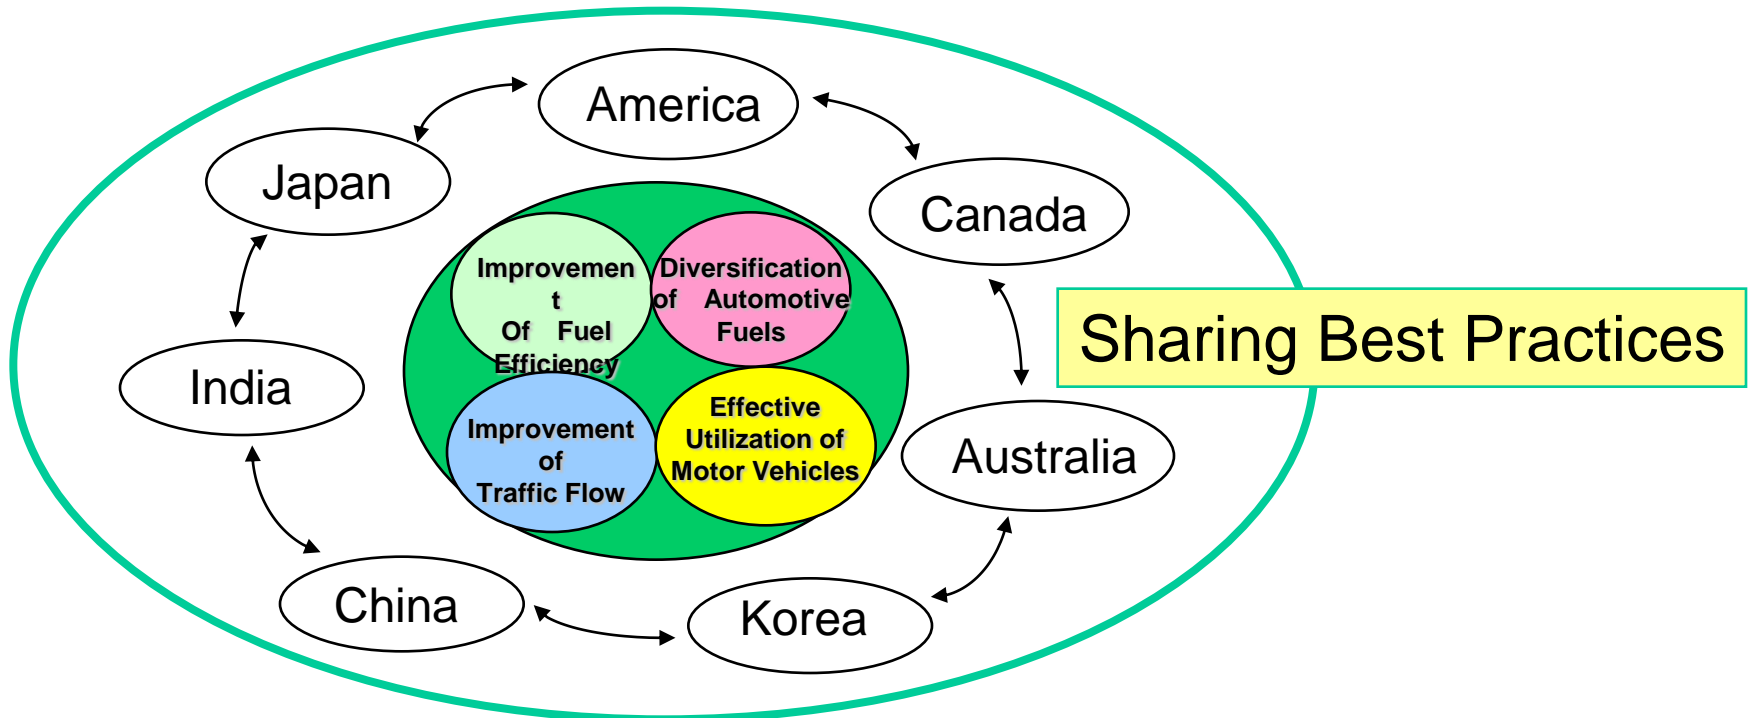 America
Japan
Canada
Improvemen
t
Of Fuel
Efficiency
Diversification
of Automotive
Fuels
Sharing Best Practices
India
Improvement
of
Traffic Flow
Effective
Utilization of
Motor Vehicles
Australia
China
Korea